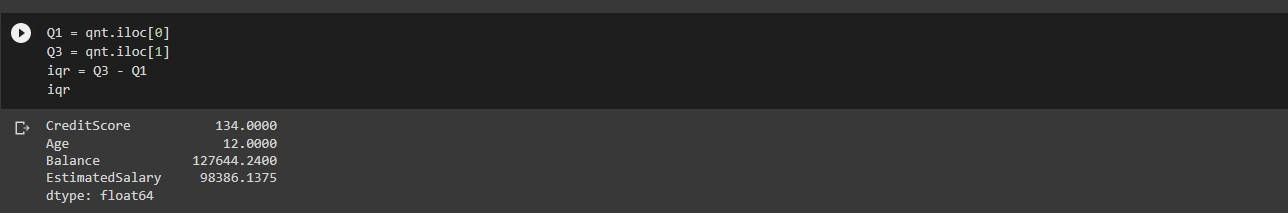 Q1 = qnt.iloc[0]
Q3 = qnt.iloc[1]
iqr = Q3 - Q1
iqr
CreditScore 134.0000
Age 12.0000
Balance 127644.2400
EstimatedSalary 98386.1375
dtype: float64